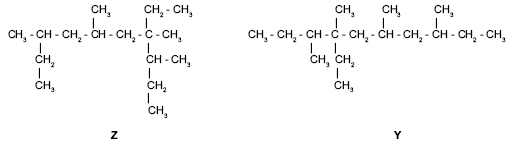 CH₃ CH₂ - CH₃
CH₃ - CH - CH₂ - CH - CH₂ - C - CH₃
CH₂ CH - CH₃
CH₃ CH₂
CH₃
Z
CH₃ CH₃ CH₃
CH₃ - CH₂ - CH - C - CH₂ - CH - CH₂ - CH - CH₂ - CH₃
CH₃ CH₂
CH₃
Y